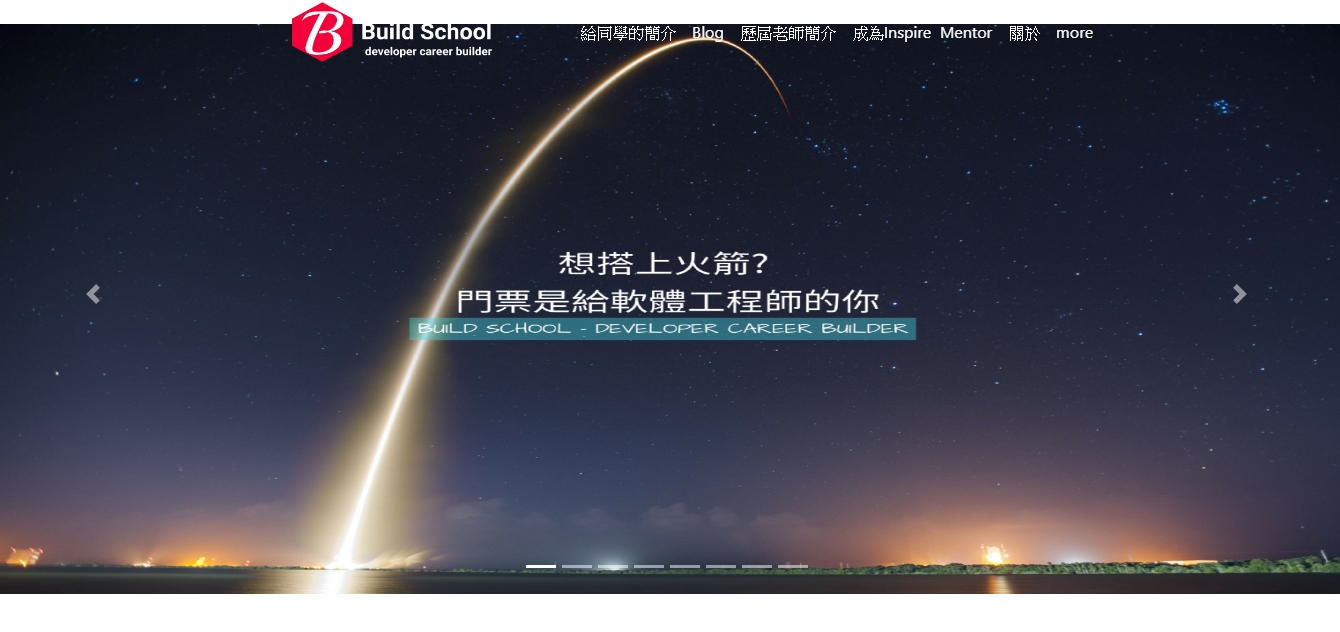 B Build School
developer career builder
給同學的簡介 Blog 歷屆老師簡介 成為Inspire Mentor 關於 more
想搭上火箭?
門票是給軟體工程師的你
BUILD SCHOOL - DEVELOPER CAREER BUILDER